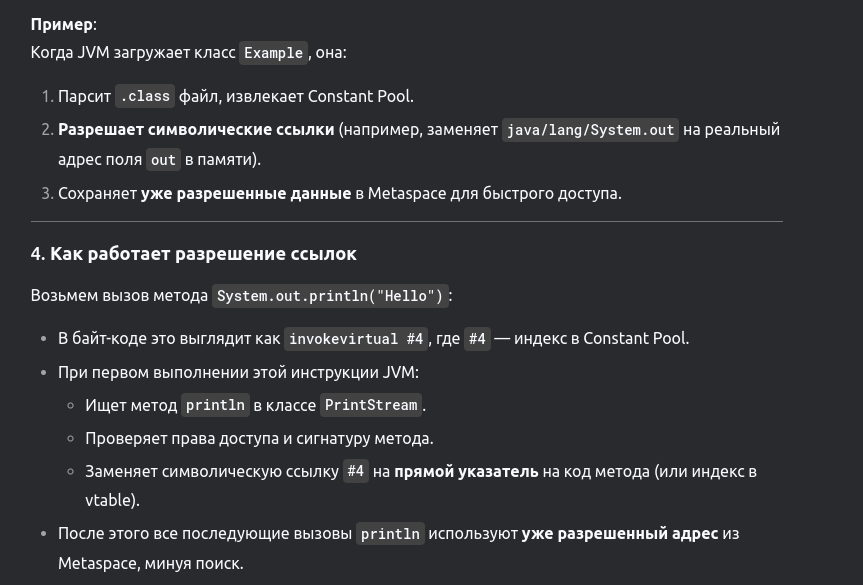 Пример:
Когда JVM загружает класс Example, она:
1. Парсит .class файл, извлекает Constant Pool.
2. Разрешает символические ссылки (например, заменяет java/lang/System.out на реальный
адрес поля out в памяти).
3. Сохраняет уже разрешенные данные в Metaspace для быстрого доступа.
4. Как работает разрешение ссылок
Возьмем вызов метода System.out.println("Hello"):
• В байт-коде это выглядит как invokevirtual #4, где #4 — индекс в Constant Pool.
• При первом выполнении этой инструкции JVM:
◦ Ищет метод println в классе PrintStream.
◦ Проверяет права доступа и сигнатуру метода.
◦ Заменяет символическую ссылку #4 на прямой указатель на код метода (или индекс в
vtable).
• После этого все последующие вызовы println используют уже разрешенный адрес из
Metaspace, минуя поиск.